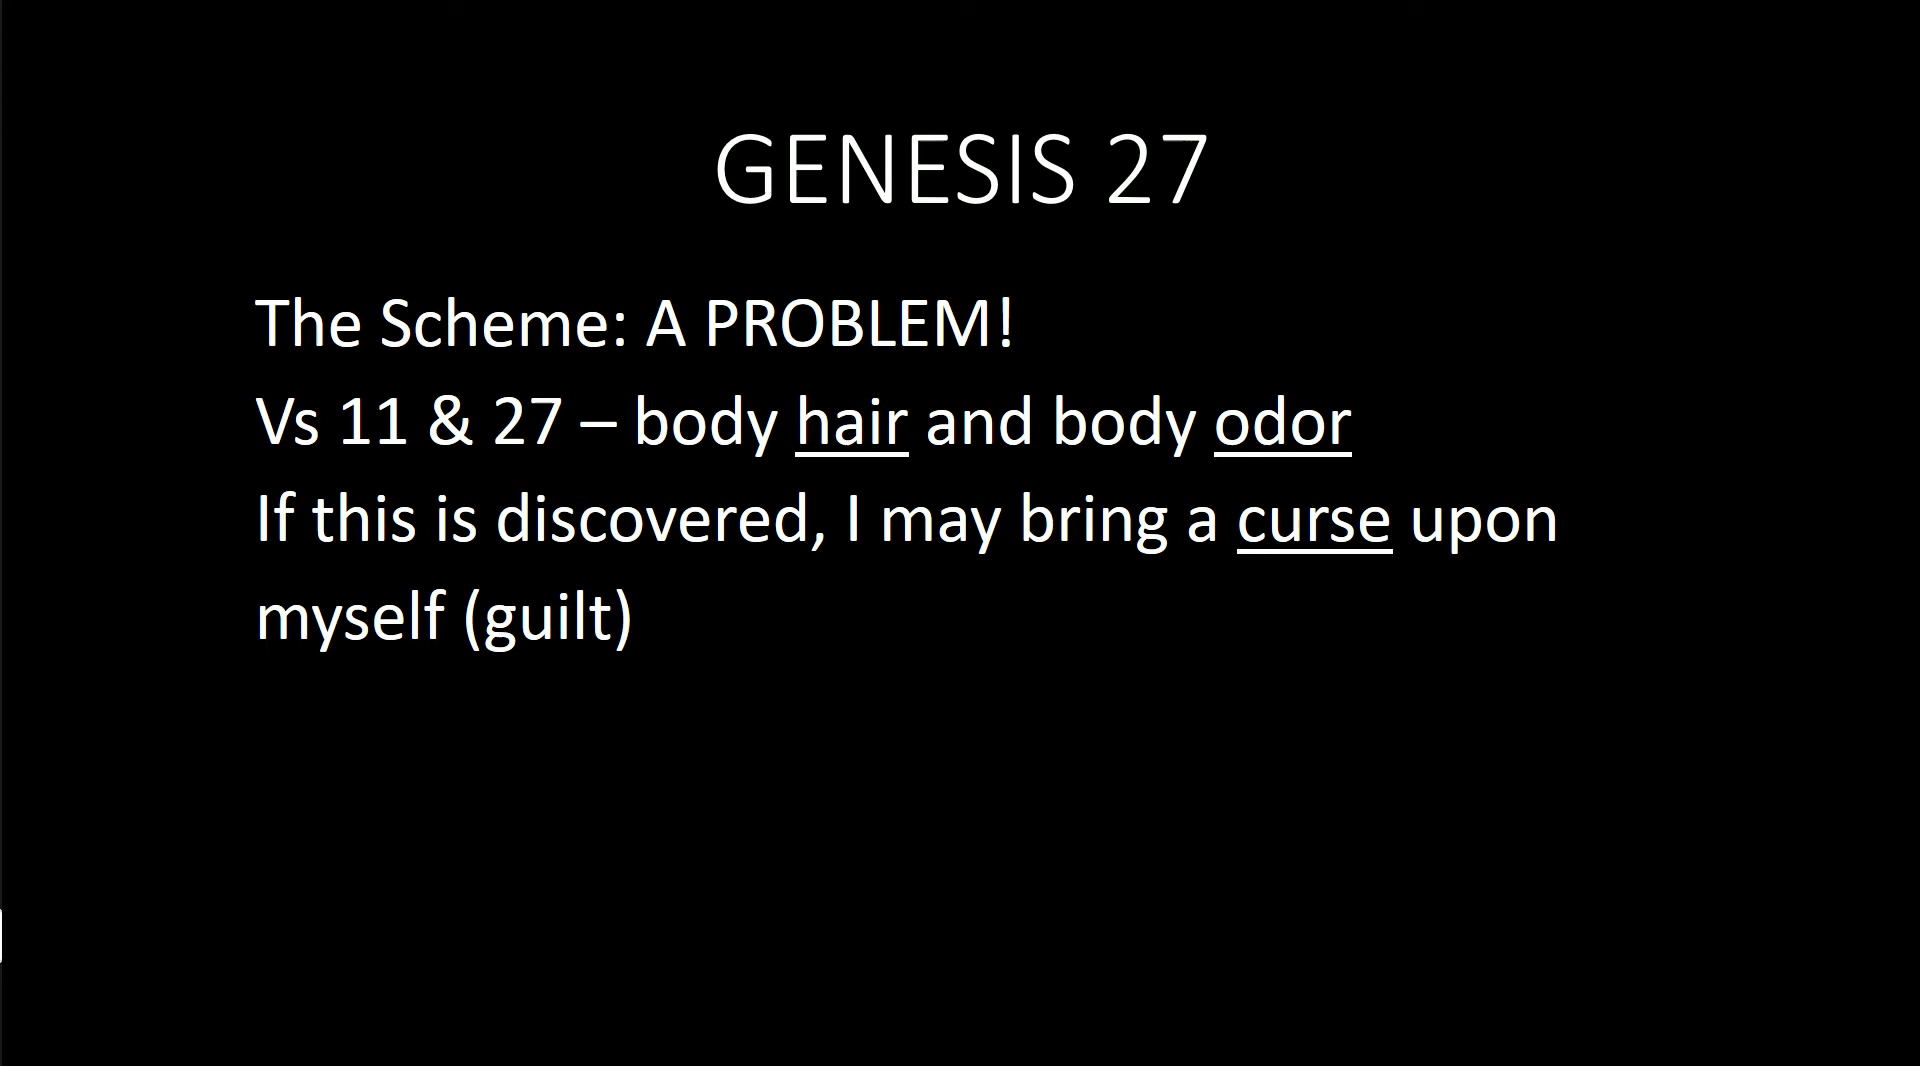 GENESIS 27
The Scheme: A PROBLEM!
Vs 11 & 27 – body hair and body odor
If this is discovered, I may bring a curse upon
myself (guilt)